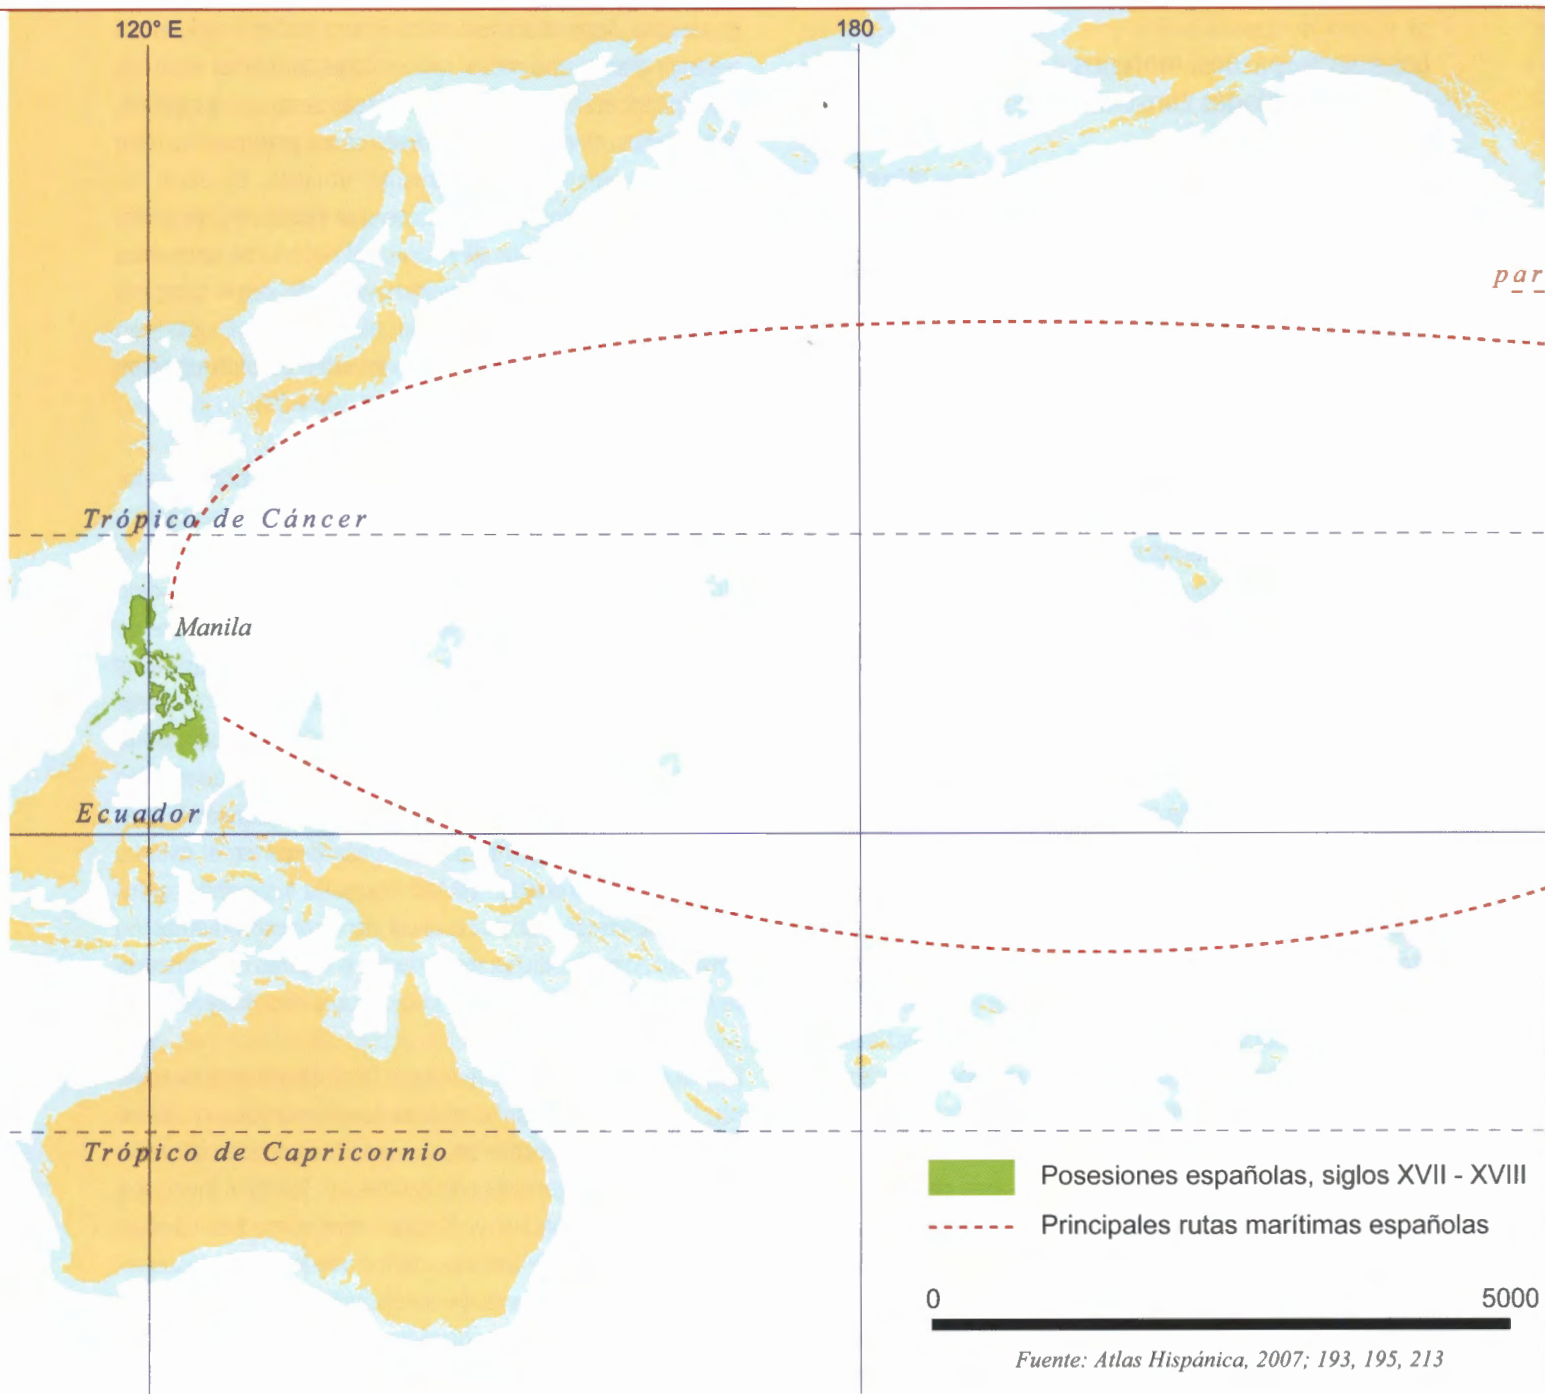 120° E
180
par
Trópico de Cáncer
Manila
Ecuador
Trópico de Capricornio
Posesiones españolas, siglos XVII - XVIII
Principales rutas marítimas españolas
0 5000
Fuente: Atlas Hispánica, 2007; 193, 195, 213